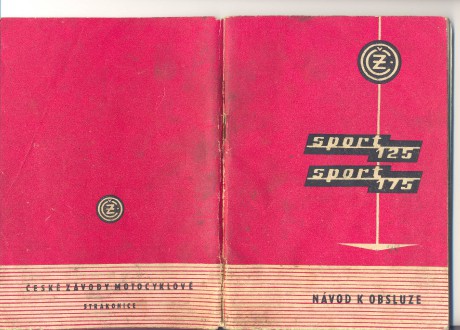 ČZ
ČESKÉ ZÁVODY MOTOCYKLOVÉ
STRAKONICE
ČZ
sport
125
sport
175
NÁVOD K OBSLUZE